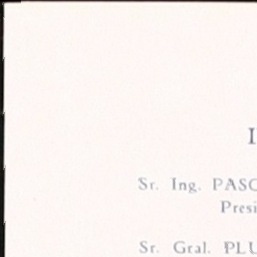 I
Sr. Ing. PASC
Presi
Sr. Gral. PLU